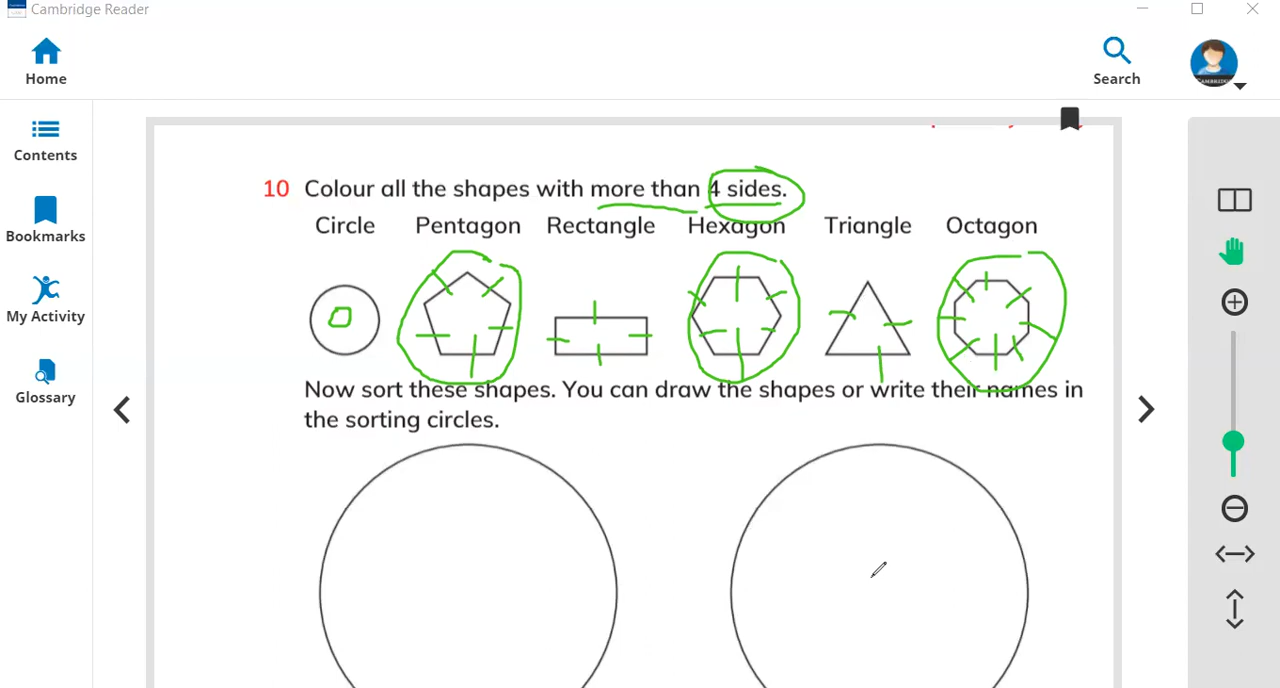 Cambridge Reader
Home
Search
Contents
Bookmarks
My Activity
Glossary
10 Colour all the shapes with more than 4 sides.
Circle Pentagon Rectangle Hexagon Triangle Octagon
0
Now sort these shapes. You can draw the shapes or write their names in
the sorting circles.